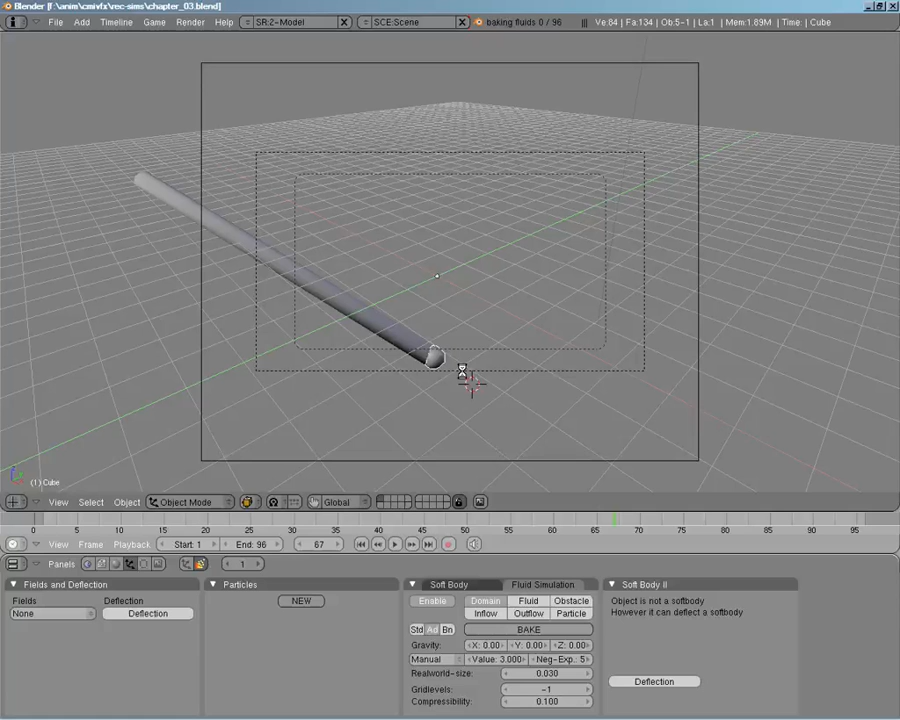 Blender [f:\anim\cmivfx\rec-sims\chapter_03.blend]
File Add Timeline Game Render Help SR:2-Model SCE:Scene baking fluids 0 / 96 Ve:84 | Fa:134 | Ob:5-1 | La:1 | Mem:1.89M | Time: | Cube
(1) Cube
View Select Object Object Mode Global
0 5 10 15 20 25 30 35 40 45 50 55 60 65 70 75 80 85 90 95
View Frame Playback Start: 1 End: 96 67
Panels 1
Fields and Deflection Particles Soft Body Fluid Simulation Soft Body II
Fields Deflection NEW Enable Domain Fluid Obstacle Object is not a softbody
None Deflection Inflow Outflow Particle However it can deflect a softbody
Std Ad Bn BAKE
Gravity: X: 0.00 Y: 0.00 Z: 0.00
Manual Value: 3.000 Neg-Exp.: 5
Realworld-size: 0.030 Deflection
Gridlevels: -1
Compressibility: 0.100